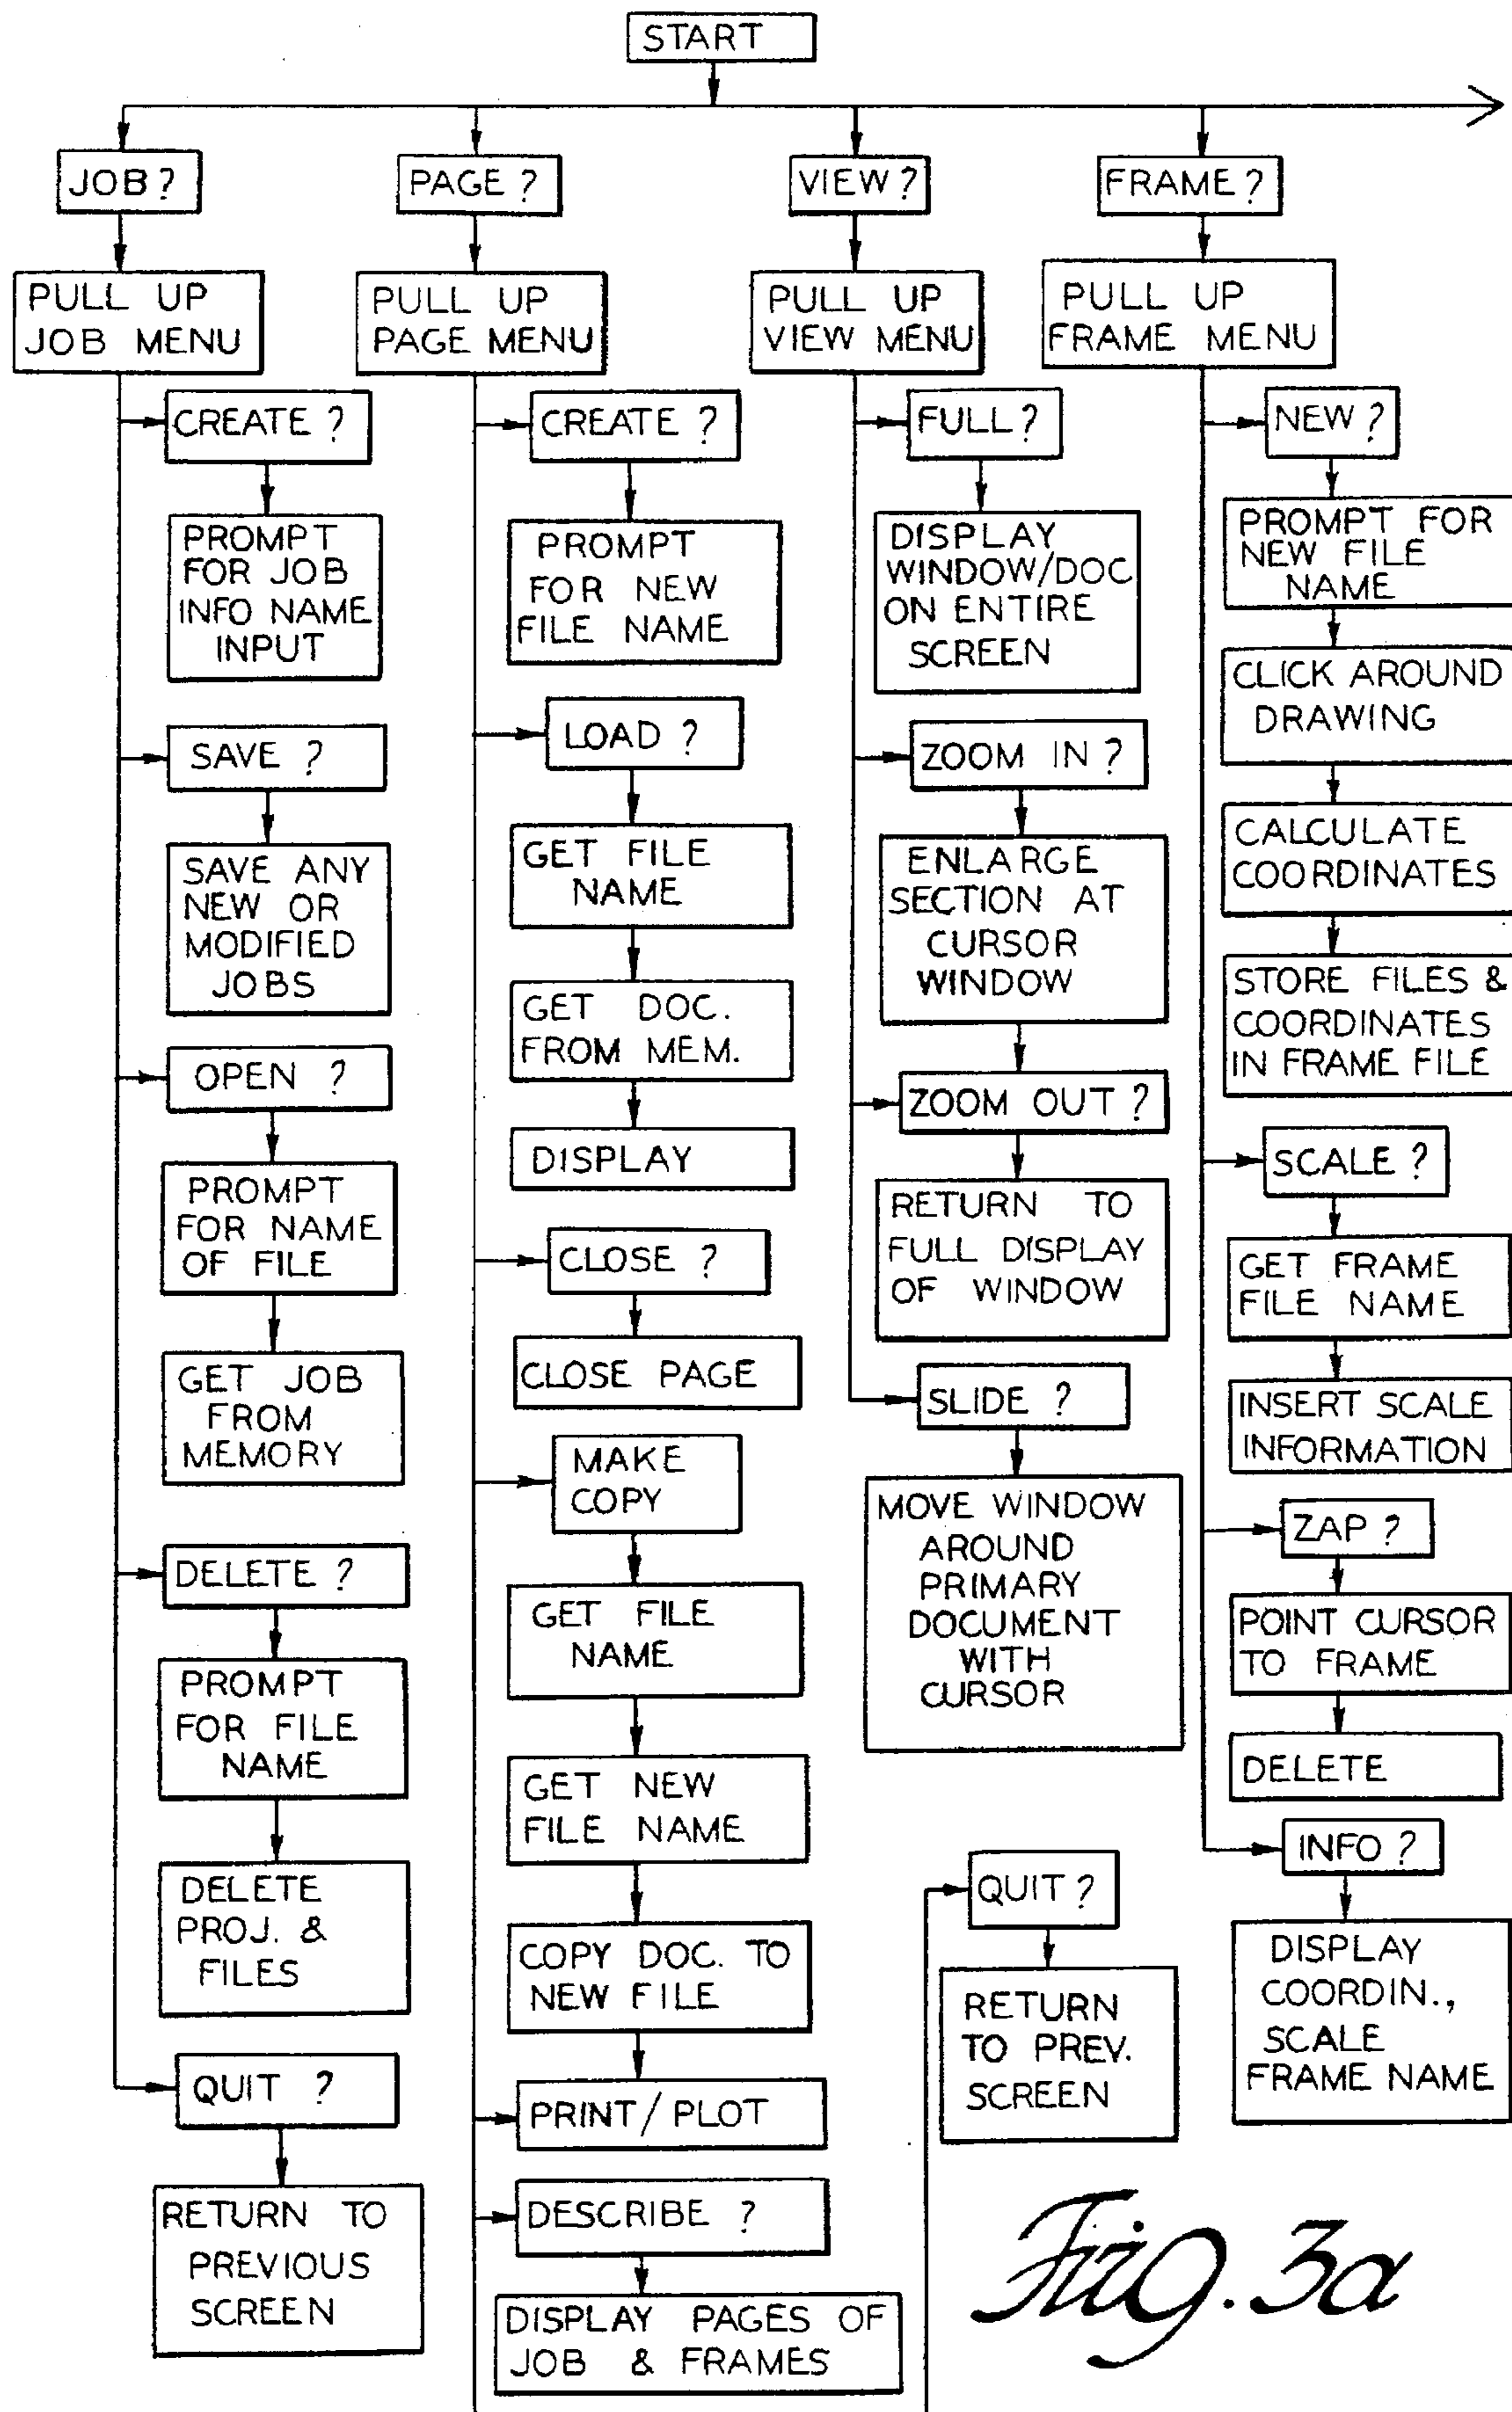 START
JOB?
PULL UP
JOB MENU
CREATE ?
PROMPT
FOR JOB
INFO NAME
INPUT
SAVE ?
SAVE ANY
NEW OR
MODIFIED
JOBS
OPEN ?
PROMPT
FOR NAME
OF FILE
GET JOB
FROM
MEMORY
DELETE ?
PROMPT
FOR FILE
NAME
DELETE
PROJ. &
FILES
QUIT ?
RETURN TO
PREVIOUS
SCREEN
PAGE ?
PULL UP
PAGE MENU
CREATE ?
PROMPT
FOR NEW
FILE NAME
LOAD ?
GET FILE
NAME
GET DOC.
FROM MEM.
DISPLAY
CLOSE ?
CLOSE PAGE
MAKE
COPY
GET FILE
NAME
GET NEW
FILE NAME
COPY DOC. TO
NEW FILE
PRINT/PLOT
DESCRIBE ?
DISPLAY PAGES OF
JOB & FRAMES
QUIT ?
RETURN
TO PREV.
SCREEN
VIEW ?
PULL UP
VIEW MENU
FULL?
DISPLAY
WINDOW/DOC
ON ENTIRE
SCREEN
ZOOM IN ?
ENLARGE
SECTION AT
CURSOR
WINDOW
ZOOM OUT ?
RETURN TO
FULL DISPLAY
OF WINDOW
SLIDE ?
MOVE WINDOW
AROUND
PRIMARY
DOCUMENT
WITH
CURSOR
FRAME ?
PULL UP
FRAME MENU
NEW ?
PROMPT FOR
NEW FILE
NAME
CLICK AROUND
DRAWING
CALCULATE
COORDINATES
STORE FILES &
COORDINATES
IN FRAME FILE
SCALE ?
GET FRAME
FILE NAME
INSERT SCALE
INFORMATION
ZAP ?
POINT CURSOR
TO FRAME
DELETE
INFO ?
DISPLAY
COORDIN.,
SCALE
FRAME NAME
Fig. 3a